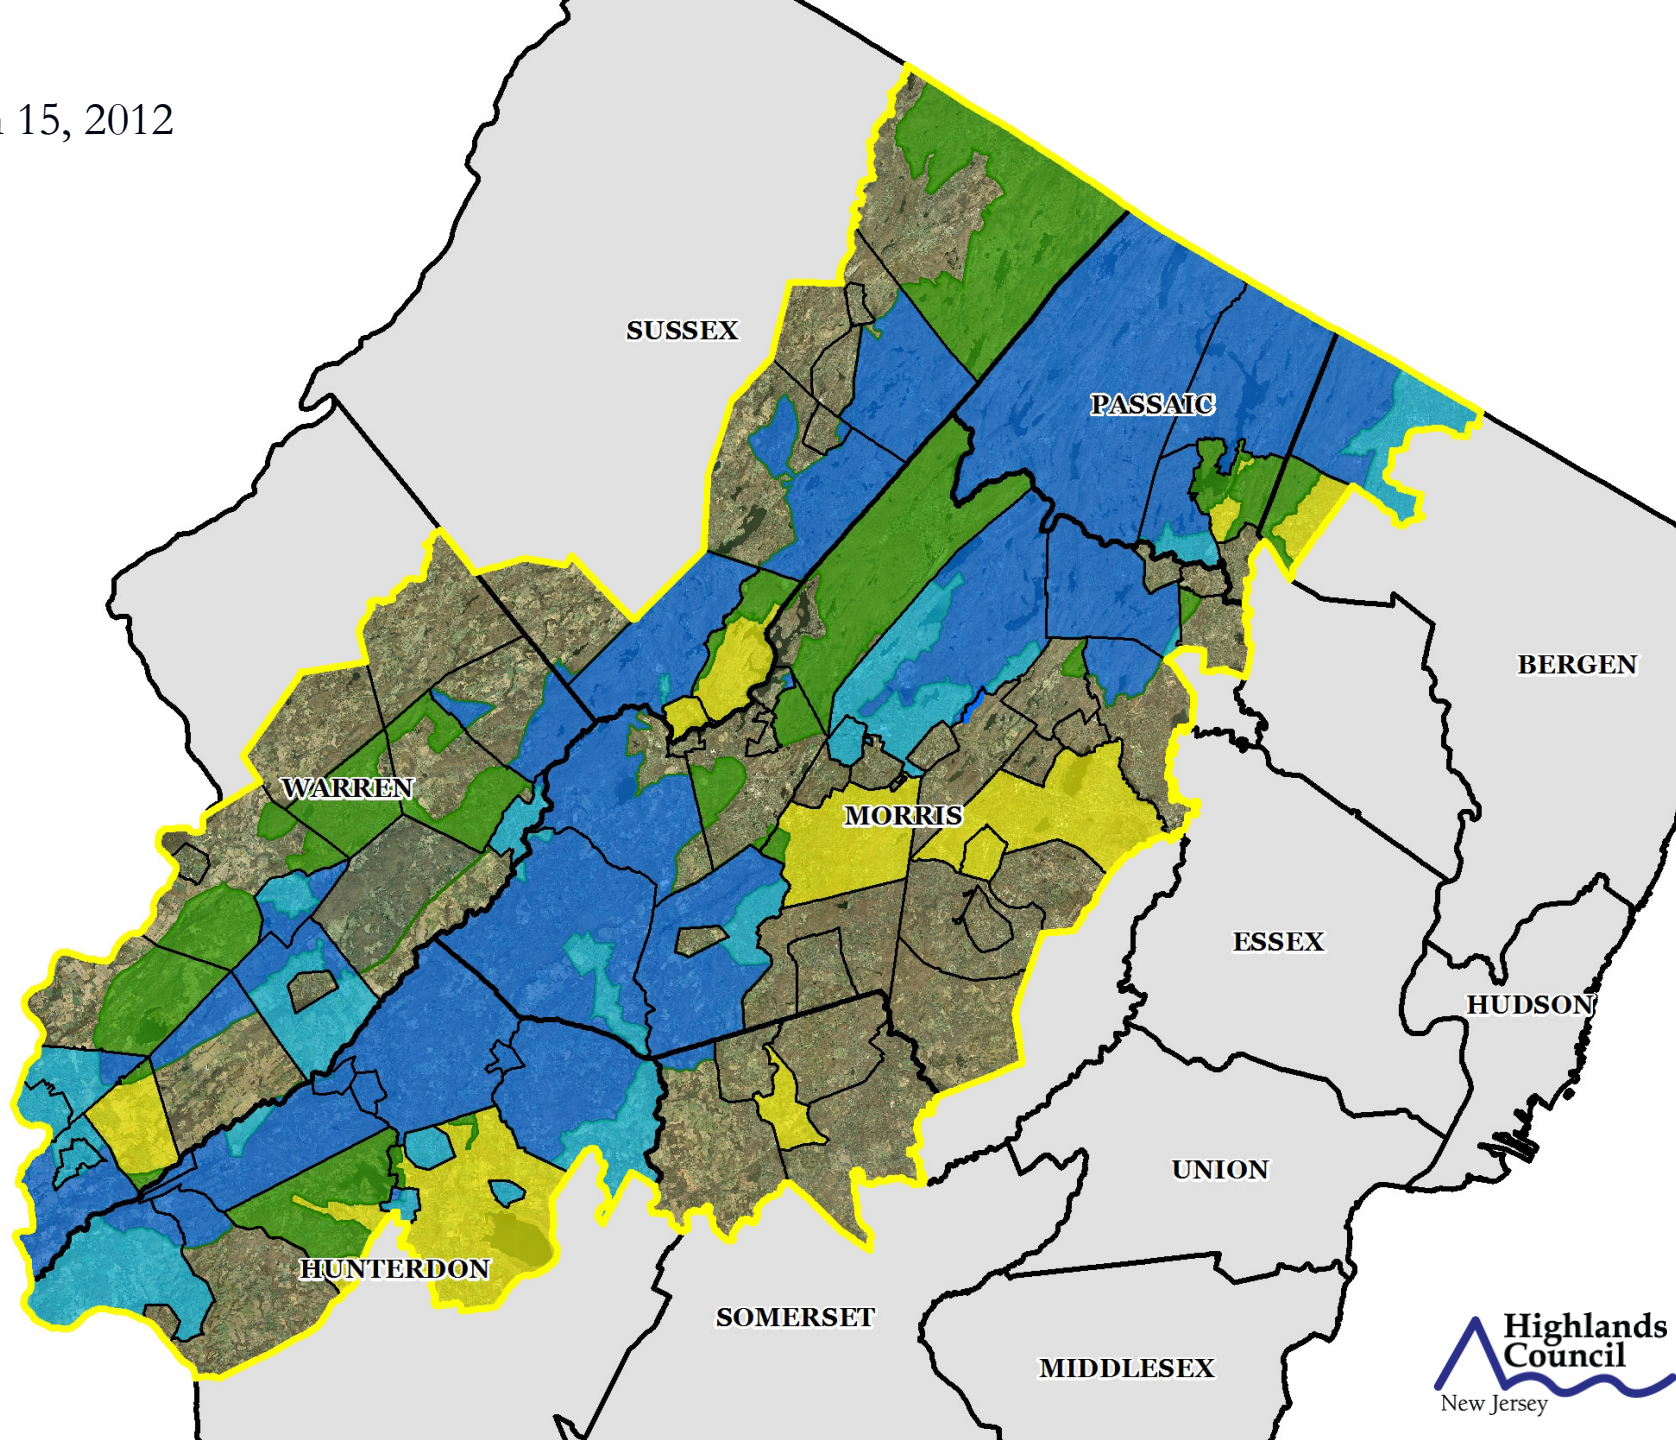 15, 2012
SUSSEX
PASSAIC
BERGEN
WARREN
MORRIS
ESSEX
HUDSON
UNION
HUNTERDON
SOMERSET
MIDDLESEX
Highlands
Council
New Jersey